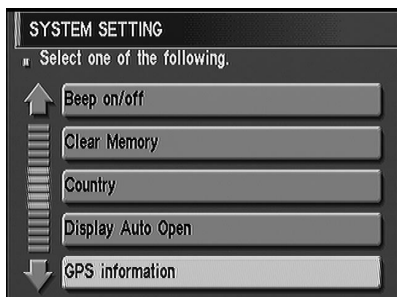 SYSTEM SETTING
Select one of the following.
Beep on/off
Clear Memory
Country
Display Auto Open
GPS information